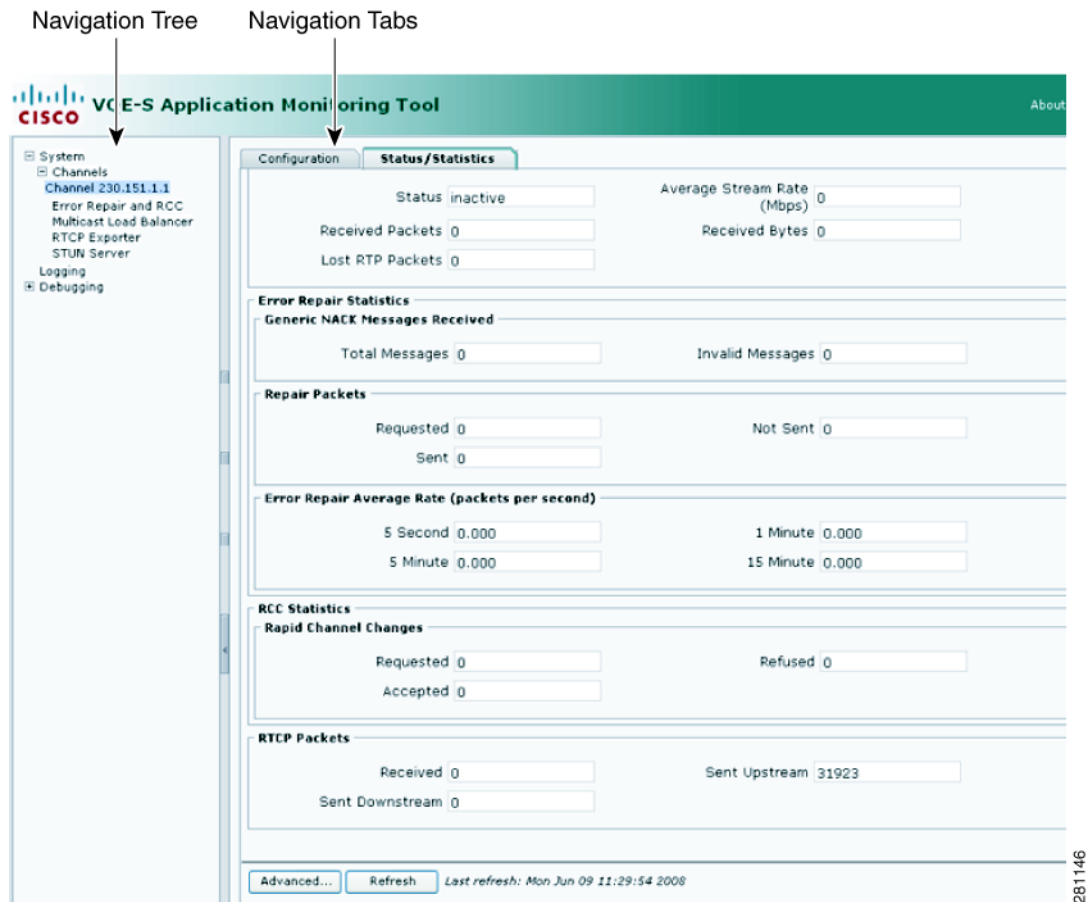 Navigation Tree
Navigation Tabs
CISCO
VQE-S Application Monitoring Tool
About
System
Channels
Channel 230.151.1.1
Error Repair and RCC
Multicast Load Balancer
RTCP Exporter
STUN Server
Logging
Debugging
Configuration
Status/Statistics
Status inactive
Average Stream Rate (Mbps) 0
Received Packets 0
Received Bytes 0
Lost RTP Packets 0
Error Repair Statistics
Generic NACK Messages Received
Total Messages 0
Invalid Messages 0
Repair Packets
Requested 0
Not Sent 0
Sent 0
Error Repair Average Rate (packets per second)
5 Second 0.000
1 Minute 0.000
5 Minute 0.000
15 Minute 0.000
RCC Statistics
Rapid Channel Changes
Requested 0
Refused 0
Accepted 0
RTCP Packets
Received 0
Sent Upstream 31923
Sent Downstream 0
Advanced...
Refresh
Last refresh: Mon Jun 09 11:29:54 2008
281146